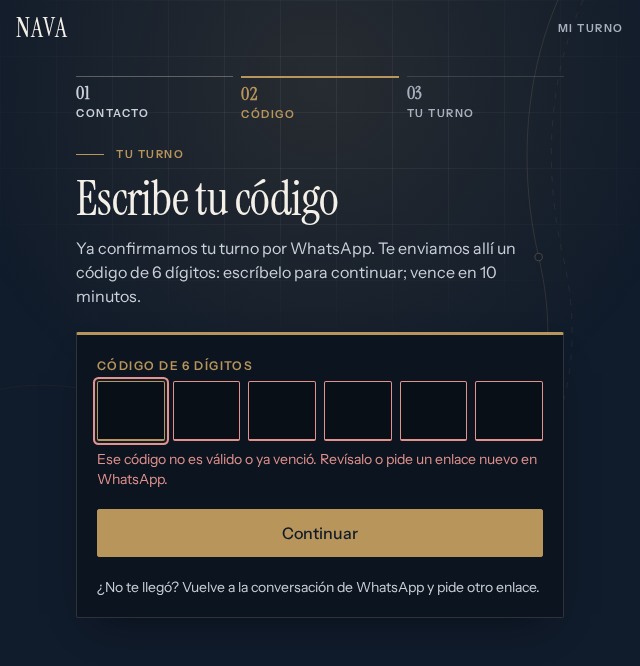 NAVA
MI TURNO
01
CONTACTO
02
CÓDIGO
03
TU TURNO
TU TURNO
Escribe tu código
Ya confirmamos tu turno por WhatsApp. Te enviamos allí un
código de 6 dígitos: escríbelo para continuar; vence en 10
minutos.
CÓDIGO DE 6 DÍGITOS
Ese código no es válido o ya venció. Revísalo o pide un enlace nuevo en
WhatsApp.
Continuar
¿No te llegó? Vuelve a la conversación de WhatsApp y pide otro enlace.